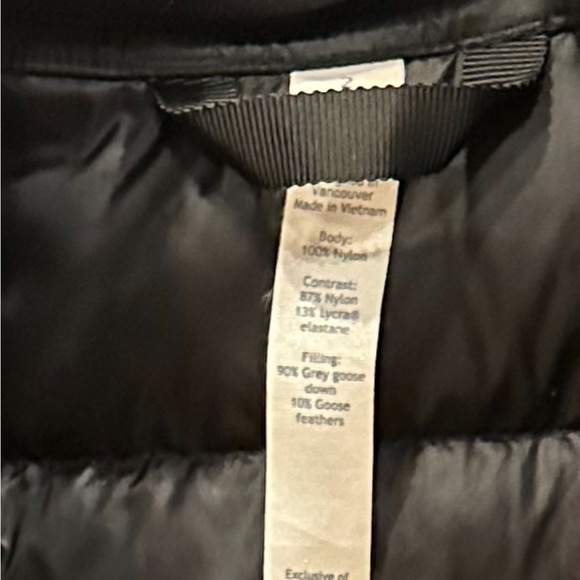 in
Vancouver
Made in Vietnam
Body:
100% Nylon
Contrast:
87% Nylon
13% Lycra®
elastane
Filling:
90% Grey goose
down
10% Goose
feathers
Exclusive of